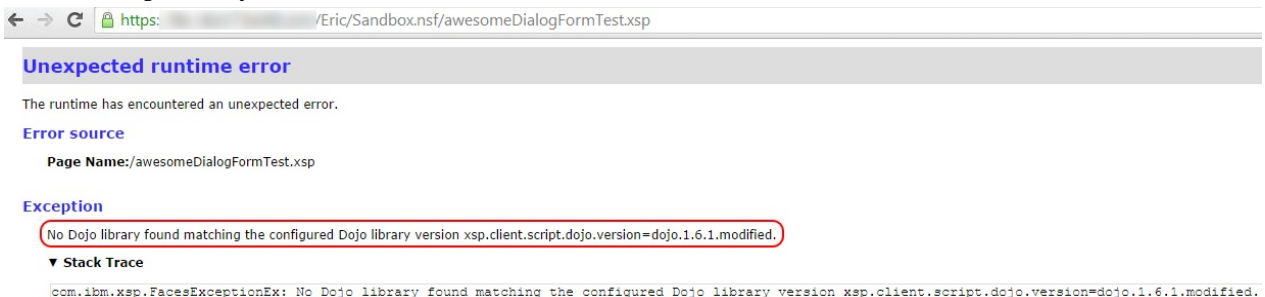 https: /Eric/Sandbox.nsf/awesomeDialogFormTest.xsp
Unexpected runtime error
The runtime has encountered an unexpected error.
Error source
Page Name:/awesomeDialogFormTest.xsp
Exception
No Dojo library found matching the configured Dojo library version xsp.client.script.dojo.version=dojo.1.6.1.modified.
▼ Stack Trace
com.ibm.xsp.FacesExceptionEx: No Dojo library found matching the configured Dojo library version xsp.client.script.dojo.version=dojo.1.6.1.modified.